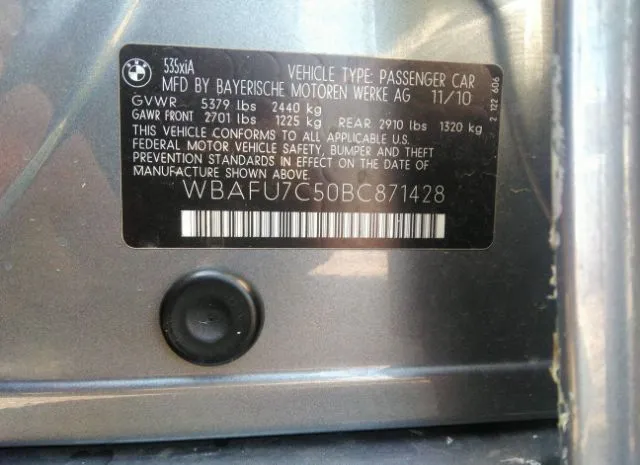 BMW
535xiA
VEHICLE TYPE: PASSENGER CAR
MFD BY BAYERISCHE MOTOREN WERKE AG 11/10
GVWR 5379 lbs 2440 kg
GAWR FRONT 2701 lbs 1225 kg REAR 2910 lbs 1320 kg
THIS VEHICLE CONFORMS TO ALL APPLICABLE U.S.
FEDERAL MOTOR VEHICLE SAFETY, BUMPER AND THEFT
PREVENTION STANDARDS IN EFFECT ON THE DATE OF
MANUFACTURE SHOWN ABOVE.
WBAFU7C50BC871428
2 122 606